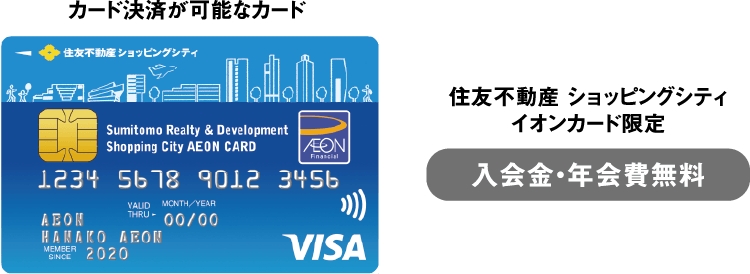 カード決済が可能なカード
住友不動産 ショッピングシティ
Sumitomo Realty & Development
Shopping City AEON CARD
AEON
Financial
1234 5678 9012 3456
VALID THRU
MONTH/YEAR
00/00
AEON
HANAKO AEON
MEMBER SINCE 2020
VISA
住友不動産 ショッピングシティ
イオンカード限定
入会金・年会費無料